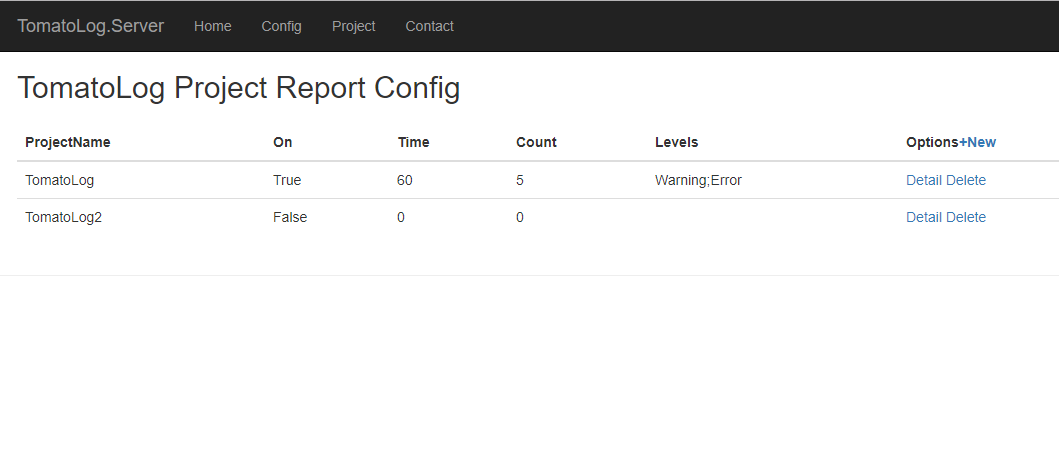 TomatoLog.Server Home Config Project Contact
TomatoLog Project Report Config
ProjectName On Time Count Levels Options+New
TomatoLog True 60 5 Warning;Error Detail Delete
TomatoLog2 False 0 0 Detail Delete